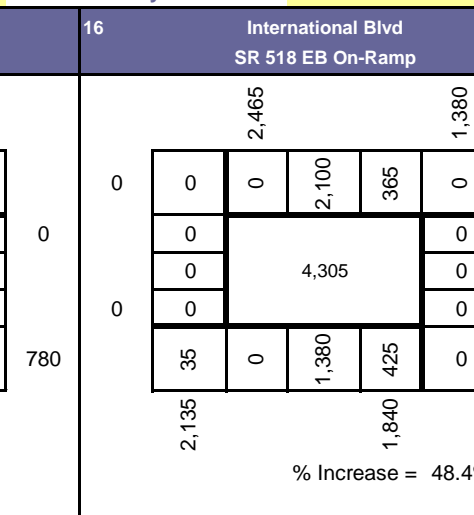 16 International Blvd
SR 518 EB On-Ramp
2,465 1,380
0 0 0 2,100 365 0
0 0 0
0 4,305 0
0 0 0
780 35 0 1,380 425 0
2,135 1,840
% Increase = 48.4